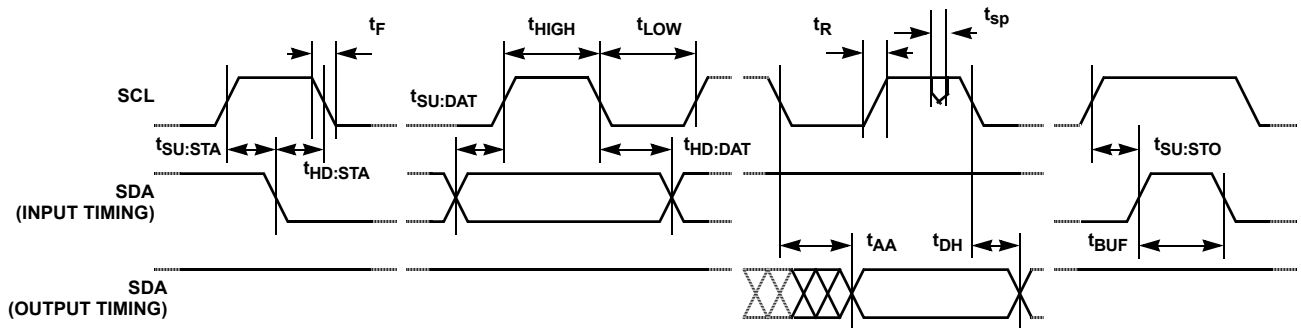 tF
tHIGH
tLOW
tR
tsp
SCL
tSU:DAT
tSU:STA
tHD:STA
tHD:DAT
tSU:STO
SDA
(INPUT TIMING)
tAA
tDH
tBUF
SDA
(OUTPUT TIMING)